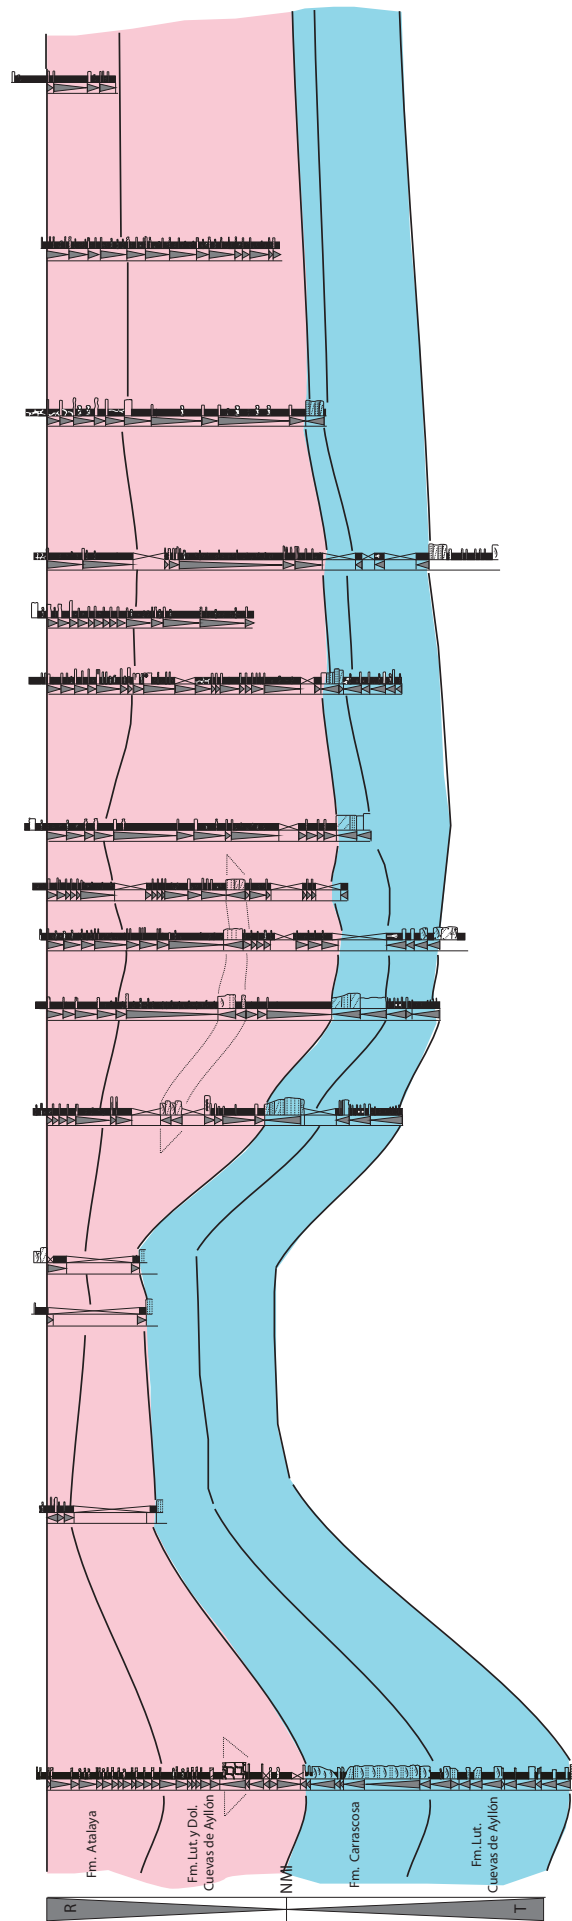 R
Fm. Atalaya
Fm. Lut. y Dol.
Cuevas de Ayllón
NMI
Fm. Carrascosa
Fm. Lut.
Cuevas de Ayllón
T